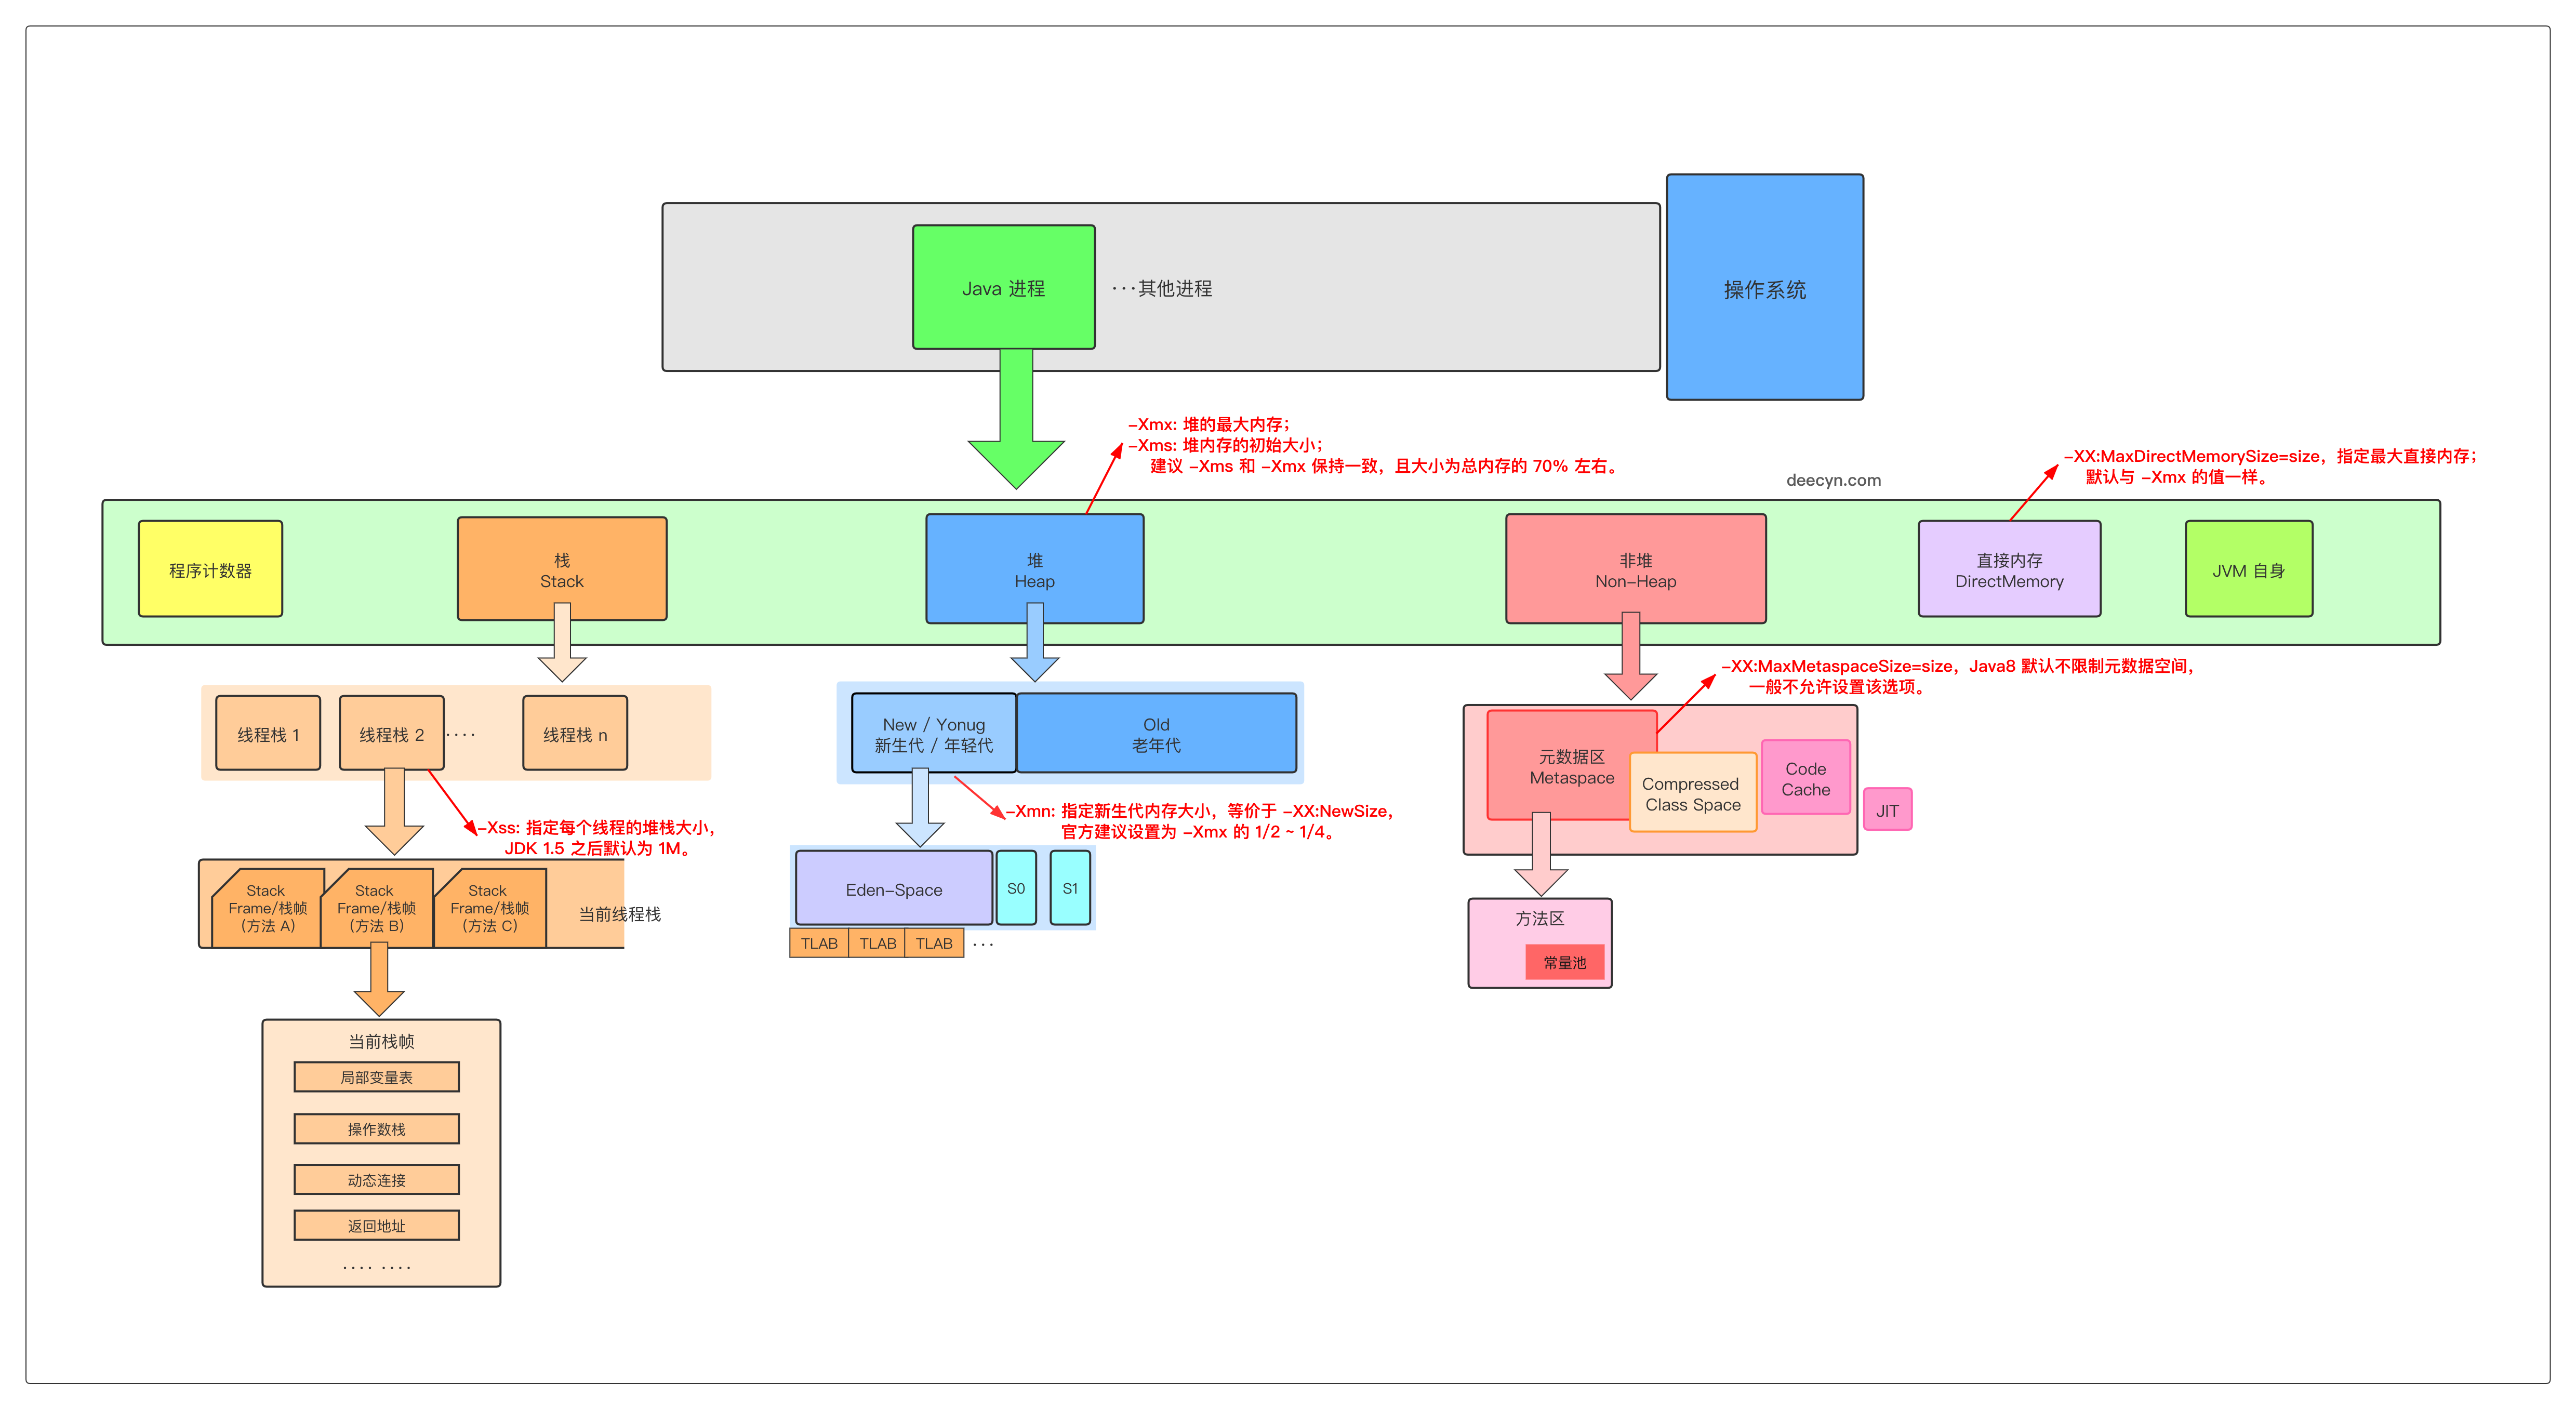 Java 进程
···其他进程
操作系统
-Xmx: 堆的最大内存；
-Xms: 堆内存的初始大小；
建议 -Xms 和 -Xmx 保持一致，且大小为总内存的 70% 左右。
-XX:MaxDirectMemorySize=size，指定最大直接内存；
默认与 -Xmx 的值一样。
deecyn.com
程序计数器
栈
Stack
堆
Heap
非堆
Non-Heap
直接内存
DirectMemory
JVM 自身
-XX:MaxMetaspaceSize=size，Java8 默认不限制元数据空间，
一般不允许设置该选项。
线程栈 1
线程栈 2
····
线程栈 n
New / Yonug
新生代 / 年轻代
Old
老年代
元数据区
Metaspace
Compressed
Class Space
Code
Cache
JIT
-Xss: 指定每个线程的堆栈大小，
JDK 1.5 之后默认为 1M。
-Xmn: 指定新生代内存大小，等价于 -XX:NewSize，
官方建议设置为 -Xmx 的 1/2 ~ 1/4。
Stack
Frame/栈帧
(方法 A)
Stack
Frame/栈帧
(方法 B)
Stack
Frame/栈帧
(方法 C)
当前线程栈
Eden-Space
S0
S1
TLAB
TLAB
TLAB
···
方法区
常量池
当前栈帧
局部变量表
操作数栈
动态连接
返回地址
···· ····